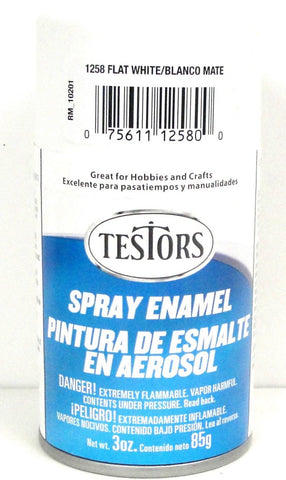 1258 FLAT WHITE/BLANCO MATE
RM_10201
0 75611 12580 0
Great for Hobbies and Crafts
Excelente para pasatiempos y manualidades
TESTORS
SPRAY ENAMEL
PINTURA DE ESMALTE
EN AEROSOL
DANGER! EXTREMELY FLAMMABLE. VAPOR HARMFUL.
CONTENTS UNDER PRESSURE. Read back.
¡PELIGRO! EXTREMADAMENTE INFLAMABLE.
VAPORES NOCIVOS. CONTENIDO BAJO PRESIÓN. Lea al reverso.
Net wt. 3oz. Contenido neto 85g